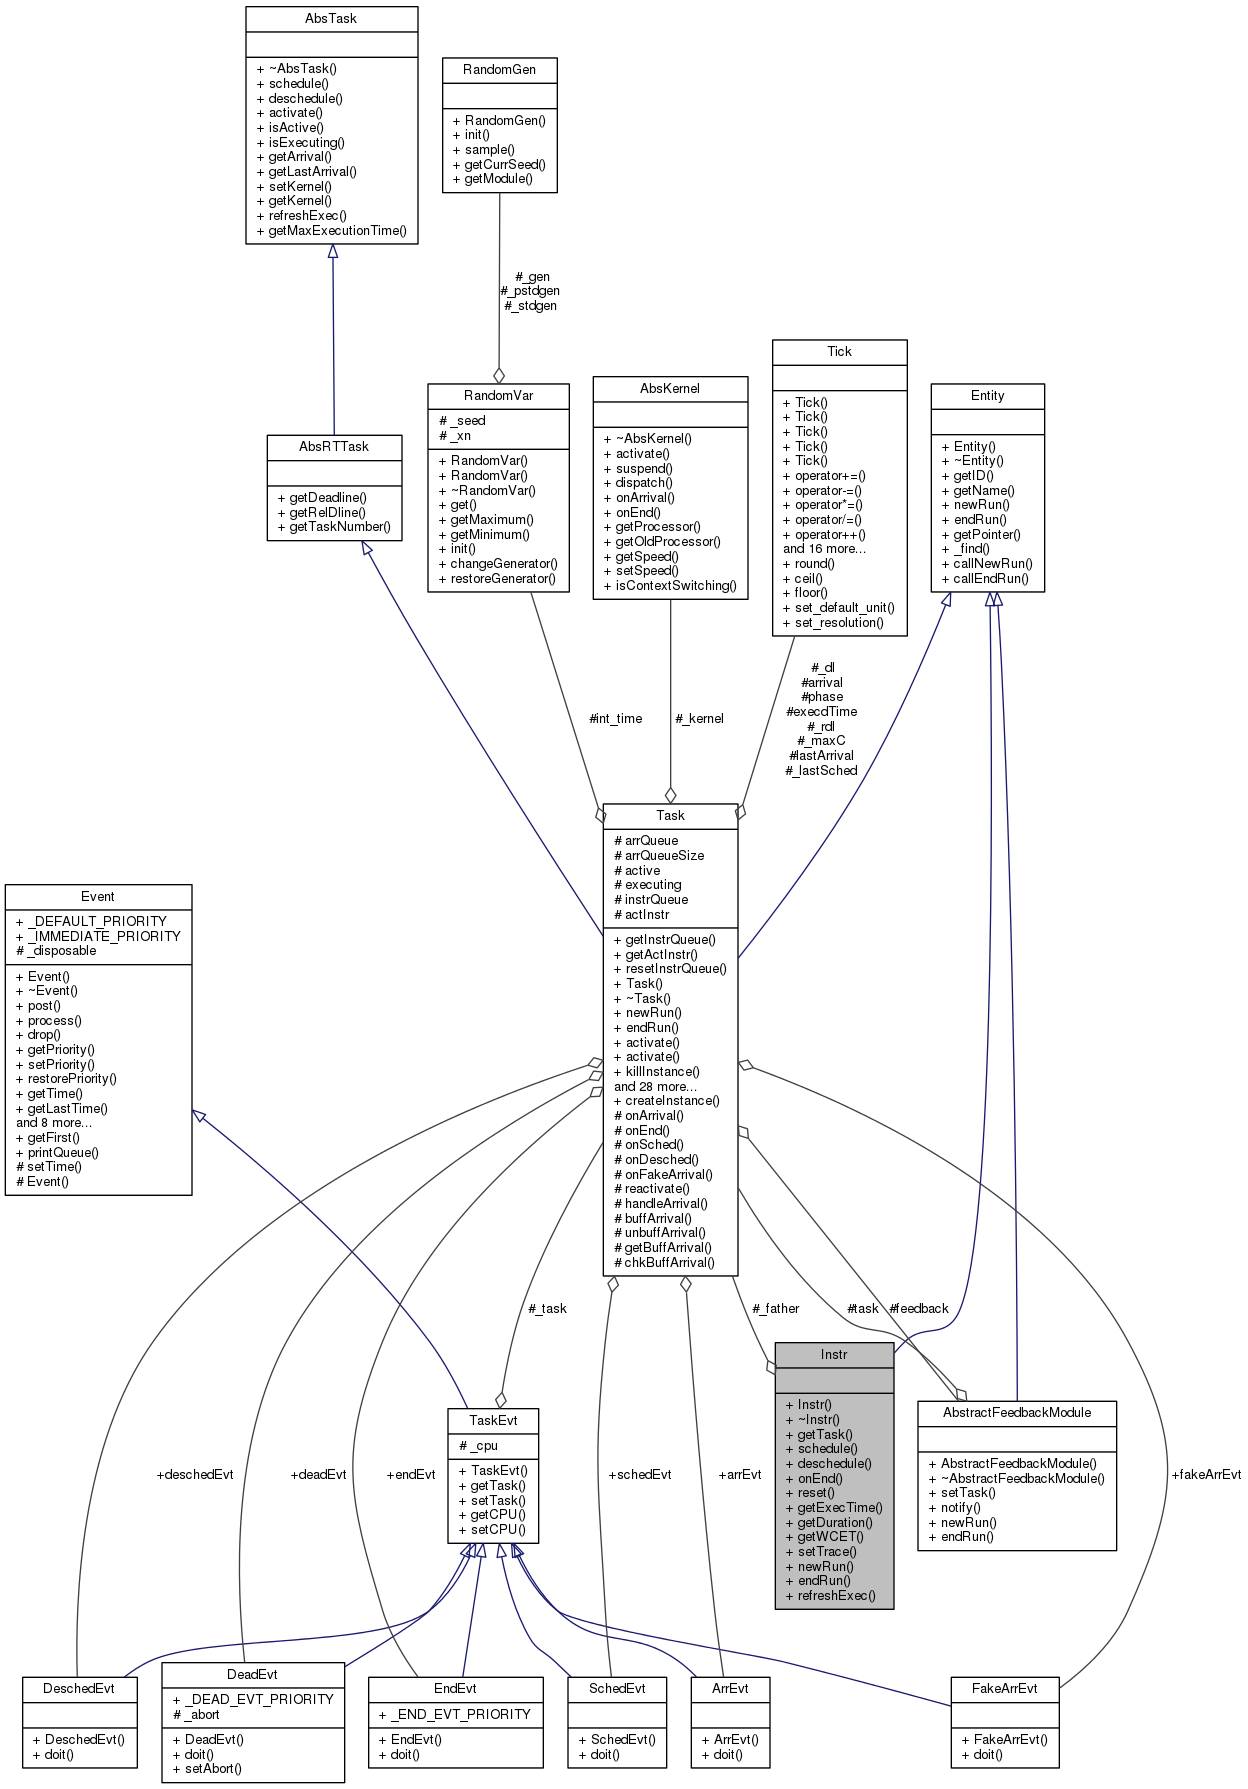 AbsTask
+ ~AbsTask()
+ schedule()
+ deschedule()
+ activate()
+ isActive()
+ isExecuting()
+ getArrival()
+ getLastArrival()
+ setKernel()
+ getKernel()
+ refreshExec()
+ getMaxExecutionTime()
RandomGen
+ RandomGen()
+ init()
+ sample()
+ getCurrSeed()
+ getModule()
#_gen
#_pstdgen
#_stdgen
AbsRTTask
+ getDeadline()
+ getRelDline()
+ getTaskNumber()
RandomVar
# _seed
# _xn
+ RandomVar()
+ RandomVar()
+ ~RandomVar()
+ get()
+ getMaximum()
+ getMinimum()
+ init()
+ changeGenerator()
+ restoreGenerator()
AbsKernel
+ ~AbsKernel()
+ activate()
+ suspend()
+ dispatch()
+ onArrival()
+ onEnd()
+ getProcessor()
+ getOldProcessor()
+ getSpeed()
+ setSpeed()
+ isContextSwitching()
Tick
+ Tick()
+ Tick()
+ Tick()
+ Tick()
+ Tick()
+ operator+=()
+ operator-=()
+ operator*=()
+ operator/=()
+ operator++()
and 16 more...
+ round()
+ ceil()
+ floor()
+ set_default_unit()
+ set_resolution()
Entity
+ Entity()
+ ~Entity()
+ getID()
+ getName()
+ newRun()
+ endRun()
+ getPointer()
+ _find()
+ callNewRun()
+ callEndRun()
#int_time
#_kernel
#_dl
#arrival
#phase
#execdTime
#_rdl
#_maxC
#lastArrival
#_lastSched
Task
# arrQueue
# arrQueueSize
# active
# executing
# instrQueue
# actInstr
+ getInstrQueue()
+ getActInstr()
+ resetInstrQueue()
+ Task()
+ ~Task()
+ newRun()
+ endRun()
+ activate()
+ activate()
+ killInstance()
and 28 more...
+ createInstance()
# onArrival()
# onEnd()
# onSched()
# onDesched()
# onFakeArrival()
# reactivate()
# handleArrival()
# buffArrival()
# unbuffArrival()
# getBuffArrival()
# chkBuffArrival()
Event
+ _DEFAULT_PRIORITY
+ _IMMEDIATE_PRIORITY
# _disposable
+ Event()
+ ~Event()
+ post()
+ process()
+ drop()
+ getPriority()
+ setPriority()
+ restorePriority()
+ getTime()
+ getLastTime()
and 8 more...
+ getFirst()
+ printQueue()
# setTime()
# Event()
#_task
#_father
#task
#feedback
TaskEvt
# _cpu
+ TaskEvt()
+ getTask()
+ setTask()
+ getCPU()
+ setCPU()
Instr
+ Instr()
+ ~Instr()
+ getTask()
+ schedule()
+ deschedule()
+ onEnd()
+ reset()
+ getExecTime()
+ getDuration()
+ getWCET()
+ setTrace()
+ newRun()
+ endRun()
+ refreshExec()
AbstractFeedbackModule
+ AbstractFeedbackModule()
+ ~AbstractFeedbackModule()
+ setTask()
+ notify()
+ newRun()
+ endRun()
+deschedEvt
+deadEvt
+endEvt
+schedEvt
+arrEvt
+fakeArrEvt
DeschedEvt
+ DeschedEvt()
+ doit()
DeadEvt
+ _DEAD_EVT_PRIORITY
# _abort
+ DeadEvt()
+ doit()
+ setAbort()
EndEvt
+ _END_EVT_PRIORITY
+ EndEvt()
+ doit()
SchedEvt
+ SchedEvt()
+ doit()
ArrEvt
+ ArrEvt()
+ doit()
FakeArrEvt
+ FakeArrEvt()
+ doit()